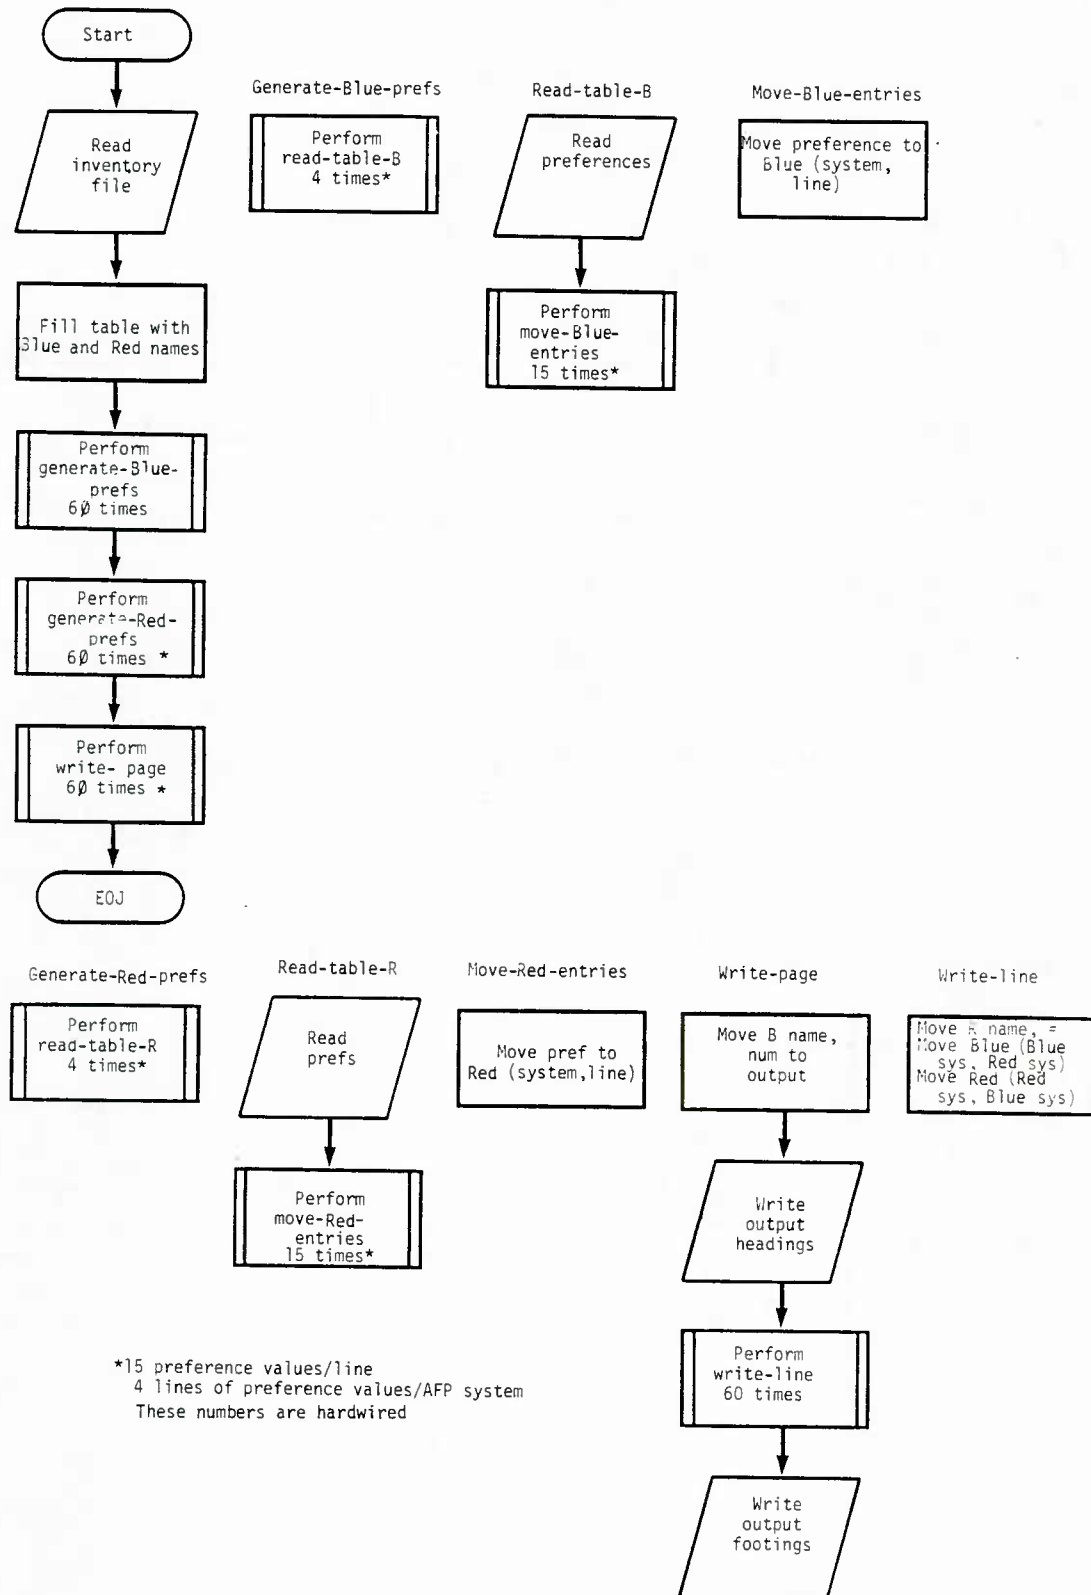 Start
Read
inventory
file
Fill table with
Blue and Red names
Perform
generate-Blue-
prefs
60 times
Perform
generate-Red-
prefs
60 times *
Perform
write- page
60 times *
EOJ
Generate-Blue-prefs
Perform
read-table-B
4 times*
Read-table-B
Read
preferences
Perform
move-Blue-
entries
15 times*
Move-Blue-entries
Move preference to
Blue (system,
line)
Generate-Red-prefs
Perform
read-table-R
4 times*
Read-table-R
Read
prefs
Perform
move-Red-
entries
15 times*
Move-Red-entries
Move pref to
Red (system,line)
Write-page
Move B name,
num to
output
Write
output
headings
Perform
write-line
60 times
Write
output
footings
Write-line
Move R name, =
Move Blue (Blue
sys, Red sys)
Move Red (Red
sys, Blue sys)
*15 preference values/line
4 lines of preference values/AFP system
These numbers are hardwired